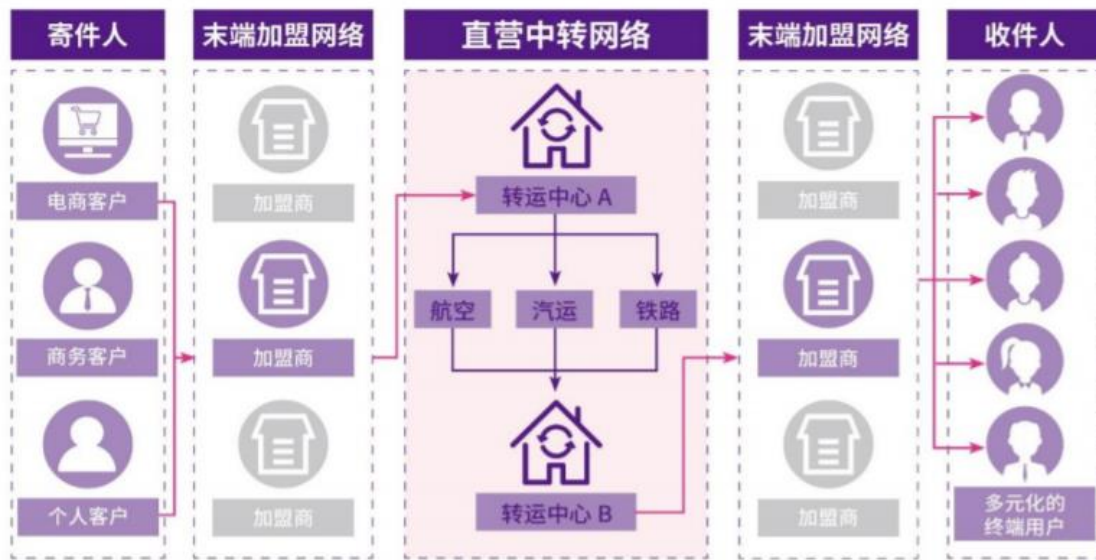 寄件人
末端加盟网络
直营中转网络
末端加盟网络
收件人
电商客户
商务客户
个人客户
加盟商
加盟商
加盟商
转运中心 A
航空
汽运
铁路
转运中心 B
加盟商
加盟商
加盟商
多元化的
终端用户